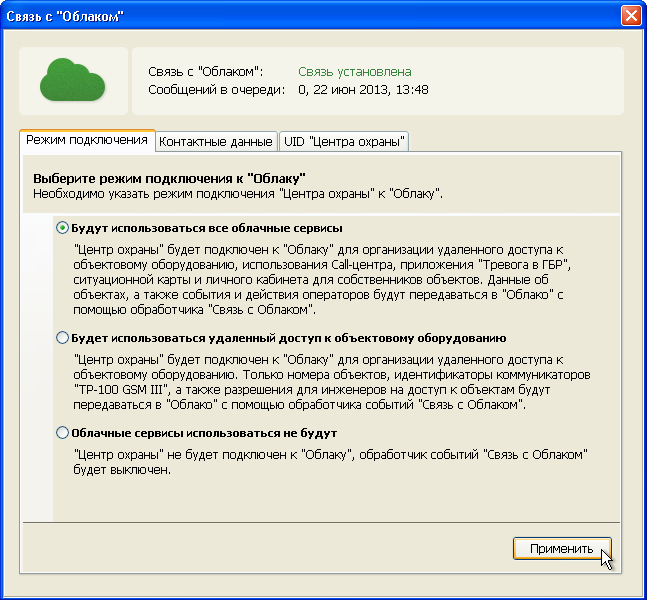 Связь с "Облаком"
Связь с "Облаком": Связь установлена
Сообщений в очереди: 0, 22 июн 2013, 13:48
Режим подключения Контактные данные UID "Центра охраны"
Выберите режим подключения к "Облаку"
Необходимо указать режим подключения "Центра охраны" к "Облаку".
Будут использоваться все облачные сервисы
"Центр охраны" будет подключен к "Облаку" для организации удаленного доступа к
объектовому оборудованию, использования Call-центра, приложения "Тревога в ГБР",
ситуационной карты и личного кабинета для собственников объектов. Данные об
объектах, а также события и действия операторов будут передаваться в "Облако" с
помощью обработчика "Связь с Облаком".
Будет использоваться удаленный доступ к объектовому оборудованию
"Центр охраны" будет подключен к "Облаку" для организации удаленного доступа к
объектовому оборудованию. Только номера объектов, идентификаторы коммуникаторов
"TP-100 GSM III", а также разрешения для инженеров на доступ к объектам будут
передаваться в "Облако" с помощью обработчика событий "Связь с Облаком".
Облачные сервисы использоваться не будут
"Центр охраны" не будет подключен к "Облаку", обработчик событий "Связь с Облаком"
будет выключен.
Применить